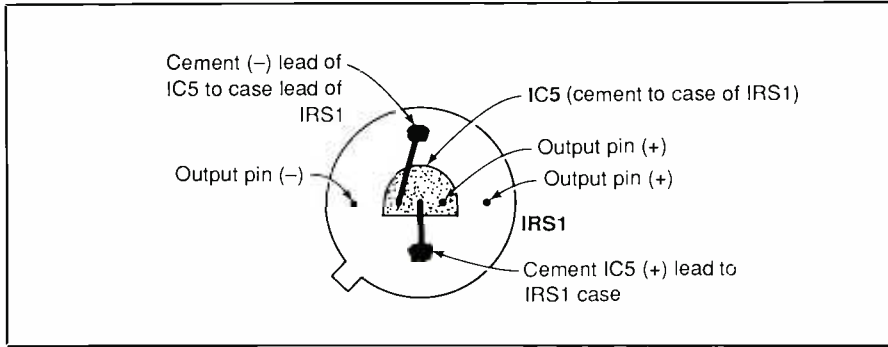 Cement (–) lead of
IC5 to case lead of
IRS1
IC5 (cement to case of IRS1)
Output pin (+)
Output pin (–)
Output pin (+)
IRS1
Cement IC5 (+) lead to
IRS1 case